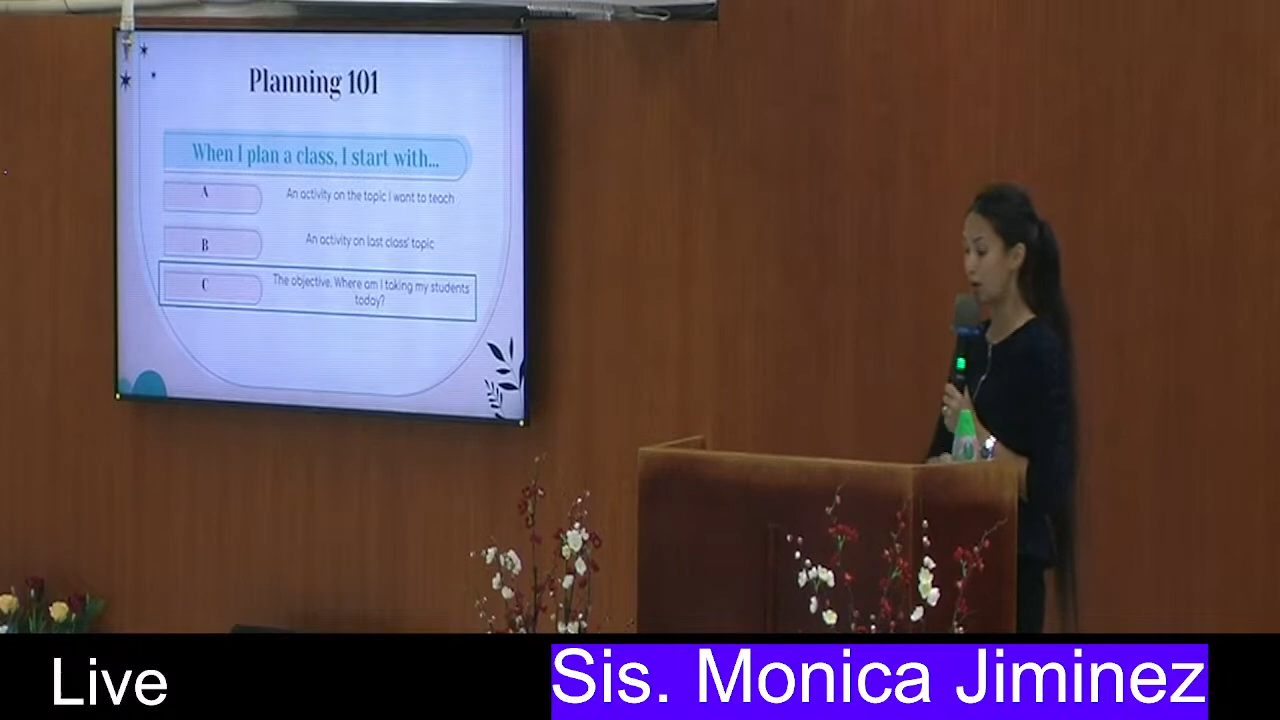 Planning 101
When I plan a class, I start with...
A
An activity on the topic I want to teach
B
An activity on last class' topic
C
The objective. Where am I taking my students
today?
Live
Sis. Monica Jiminez